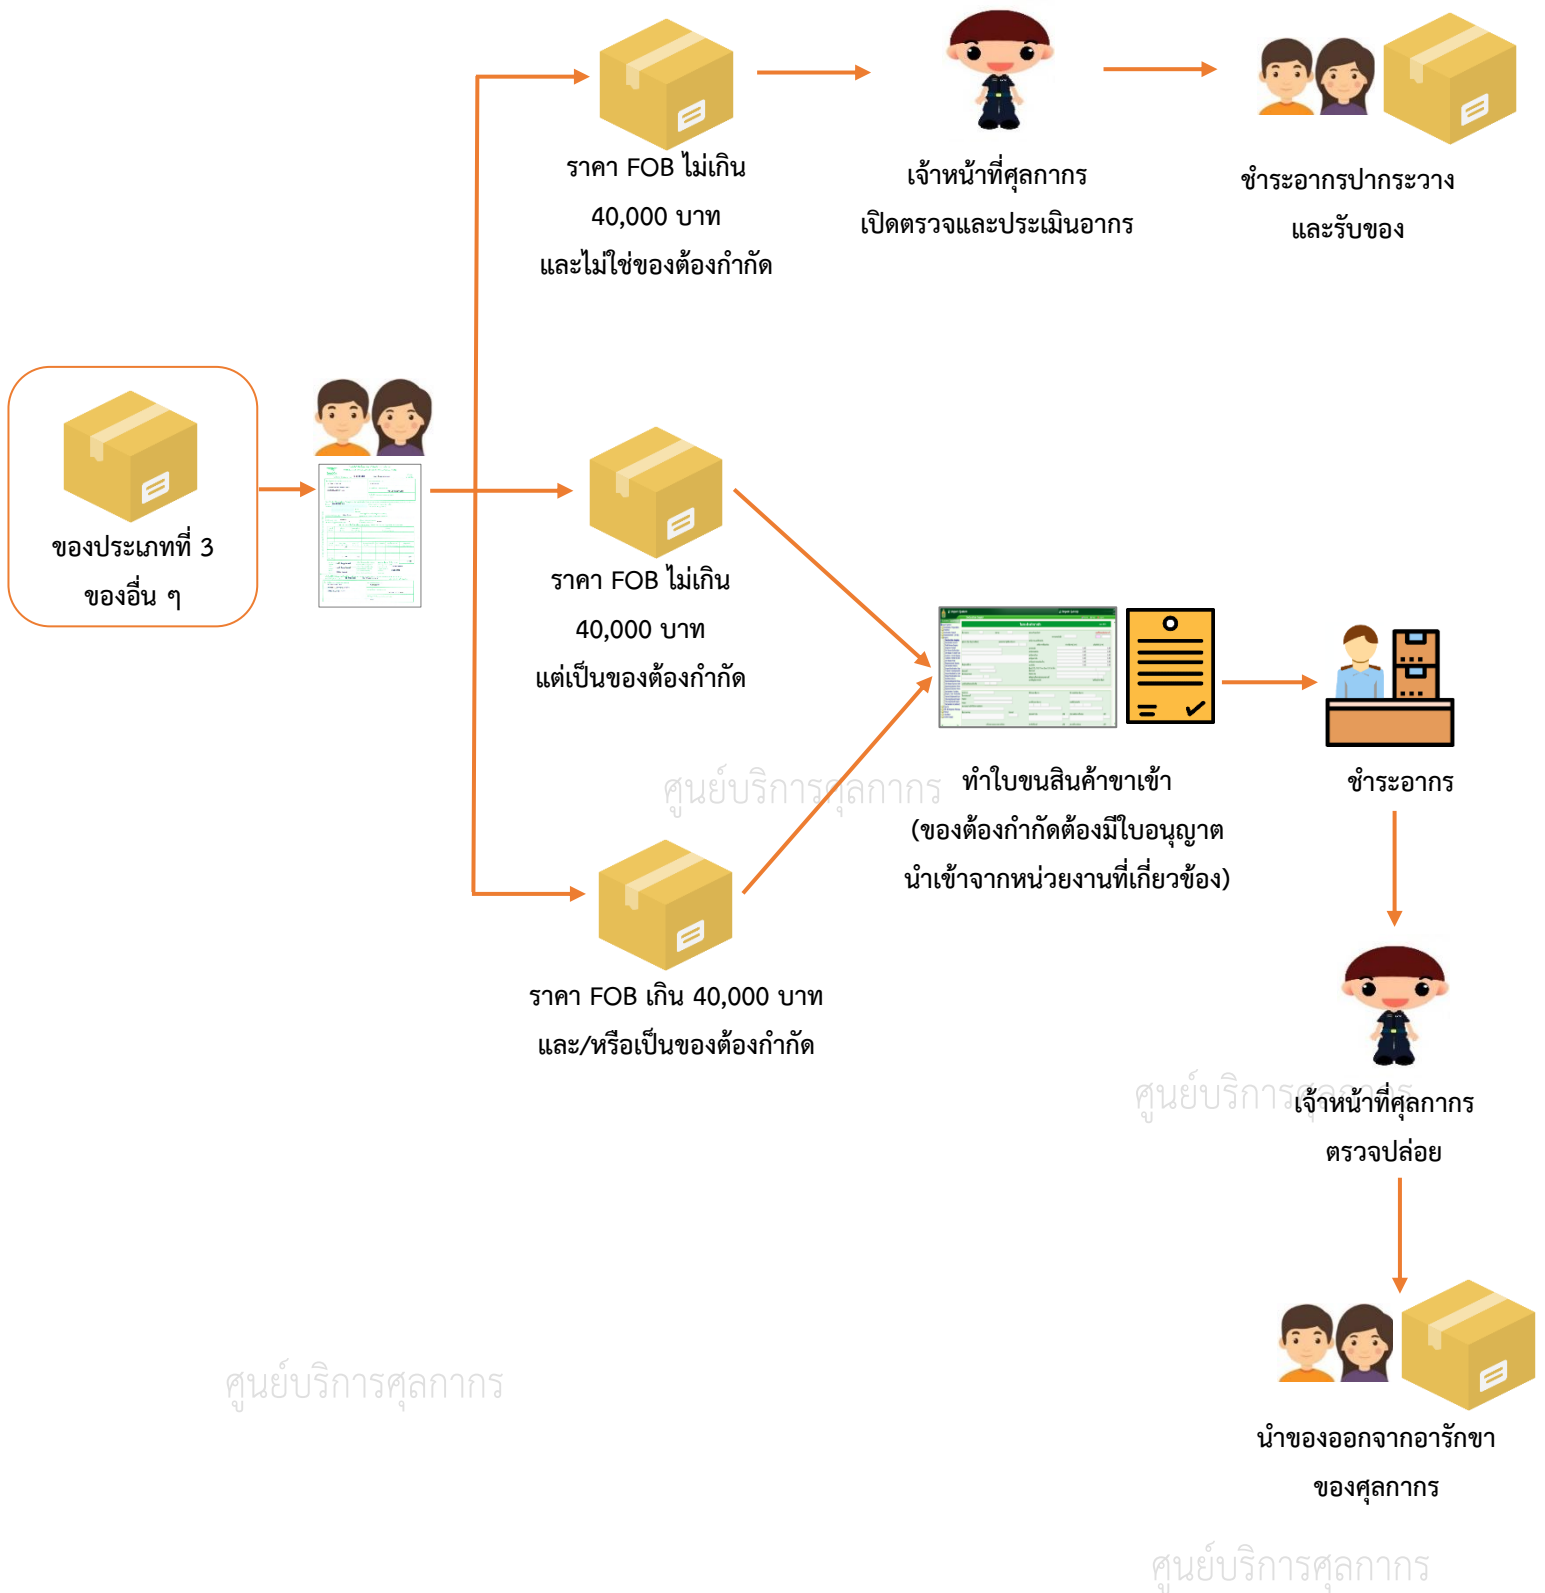 ราคา FOB ไม่เกิน
40,000 บาท
และไม่ใช่ของต้องกำกัด
เจ้าหน้าที่ศุลกากร
เปิดตรวจและประเมินอากร
ชำระอากรปากระวาง
และรับของ
ของประเภทที่ 3
ของอื่น ๆ
ราคา FOB ไม่เกิน
40,000 บาท
แต่เป็นของต้องกำกัด
ศูนย์บริการศุลกากร
ทำใบขนสินค้าขาเข้า
(ของต้องกำกัดต้องมีใบอนุญาต
นำเข้าจากหน่วยงานที่เกี่ยวข้อง)
ชำระอากร
ราคา FOB เกิน 40,000 บาท
และ/หรือเป็นของต้องกำกัด
ศูนย์บริการศุลกากร
เจ้าหน้าที่ศุลกากร
ตรวจปล่อย
ศูนย์บริการศุลกากร
นำของออกจากอารักขา
ของศุลกากร
ศูนย์บริการศุลกากร